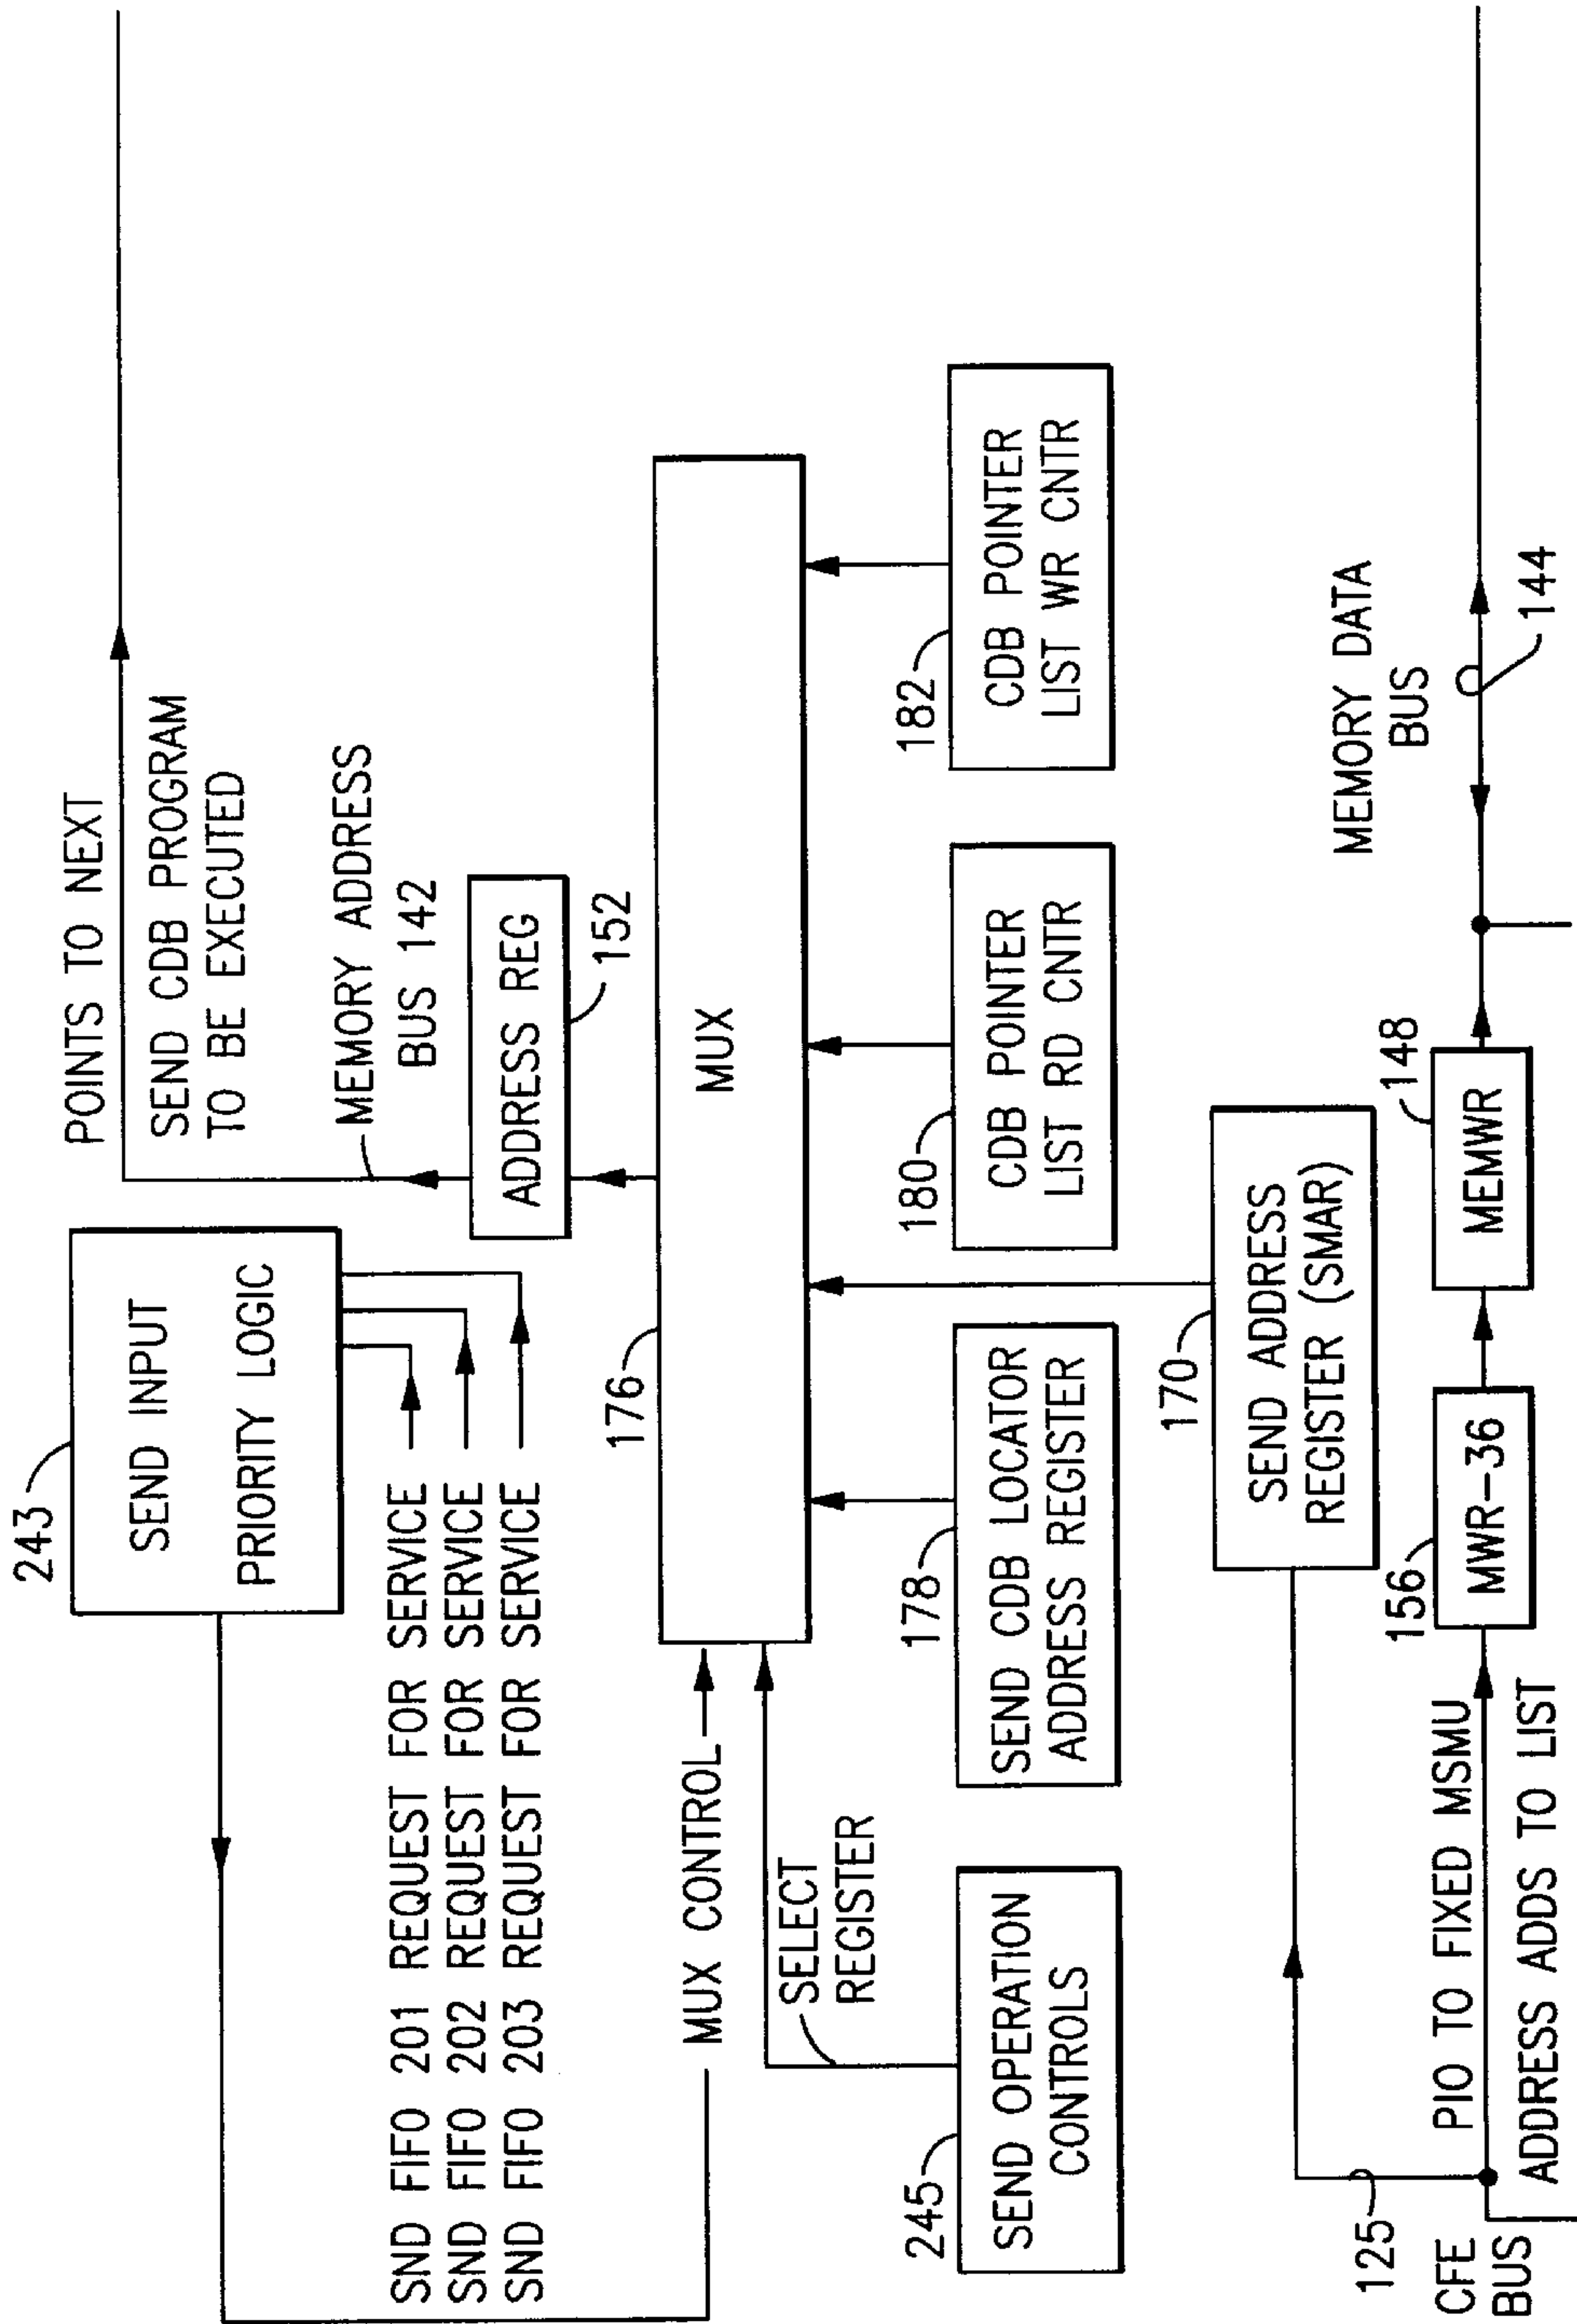 243
SEND INPUT
PRIORITY LOGIC
POINTS TO NEXT
SEND CDB PROGRAM
TO BE EXECUTED
MEMORY ADDRESS
BUS 142
SND FIFO 201 REQUEST FOR SERVICE
SND FIFO 202 REQUEST FOR SERVICE
SND FIFO 203 REQUEST FOR SERVICE
ADDRESS REG
152
MUX CONTROL
176
MUX
SELECT
REGISTER
245
SEND OPERATION
CONTROLS
178
SEND CDB LOCATOR
ADDRESS REGISTER
180
CDB POINTER
LIST RD CNTR
182
CDB POINTER
LIST WR CNTR
170
SEND ADDRESS
REGISTER (SMAR)
125
CFE
BUS
PIO TO FIXED MSMU
ADDRESS ADDS TO LIST
156
MWR-36
148
MEMWR
MEMORY DATA
BUS
144